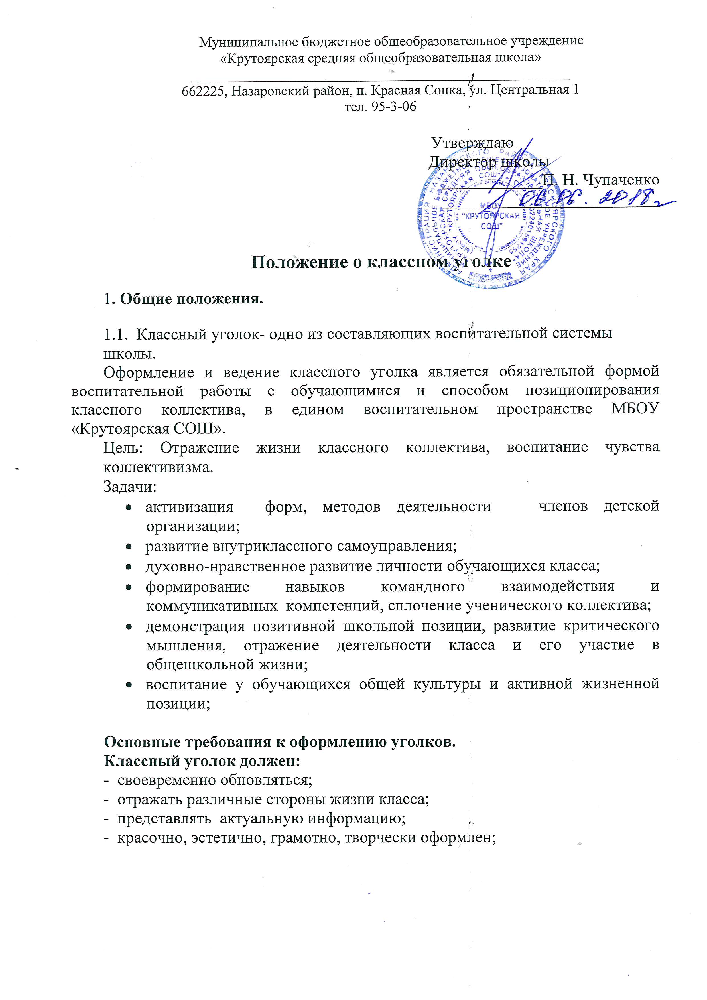 Муниципальное бюджетное общеобразовательное учреждение
«Крутоярская средняя общеобразовательная школа»
662225, Назаровский район, п. Красная Сопка, ул. Центральная 1
тел. 95-3-06
Утверждаю
Директор школы
П. Н. Чупаченко
06.06.
МБОУ
"КРУТОЯРСКАЯ
СОШ"
Положение о классном уголке
1. Общие положения.
1.1. Классный уголок- одно из составляющих воспитательной системы
школы.
Оформление и ведение классного уголка является обязательной формой
воспитательной работы с обучающимися и способом позиционирования
классного коллектива, в едином воспитательном пространстве МБОУ
«Крутоярская СОШ».
Цель: Отражение жизни классного коллектива, воспитание чувства
коллективизма.
Задачи:
• активизация форм, методов деятельности членов детской
организации;
• развитие внутриклассного самоуправления;
• духовно-нравственное развитие личности обучающихся класса;
• формирование навыков командного взаимодействия и
коммуникативных компетенций, сплочение ученического коллектива;
• демонстрация позитивной школьной позиции, развитие критического
мышления, отражение деятельности класса и его участие в
общешкольной жизни;
• воспитание у обучающихся общей культуры и активной жизненной
позиции;
Основные требования к оформлению уголков.
Классный уголок должен:
- своевременно обновляться;
- отражать различные стороны жизни класса;
- представлять актуальную информацию;
- красочно, эстетично, грамотно, творчески оформлен;